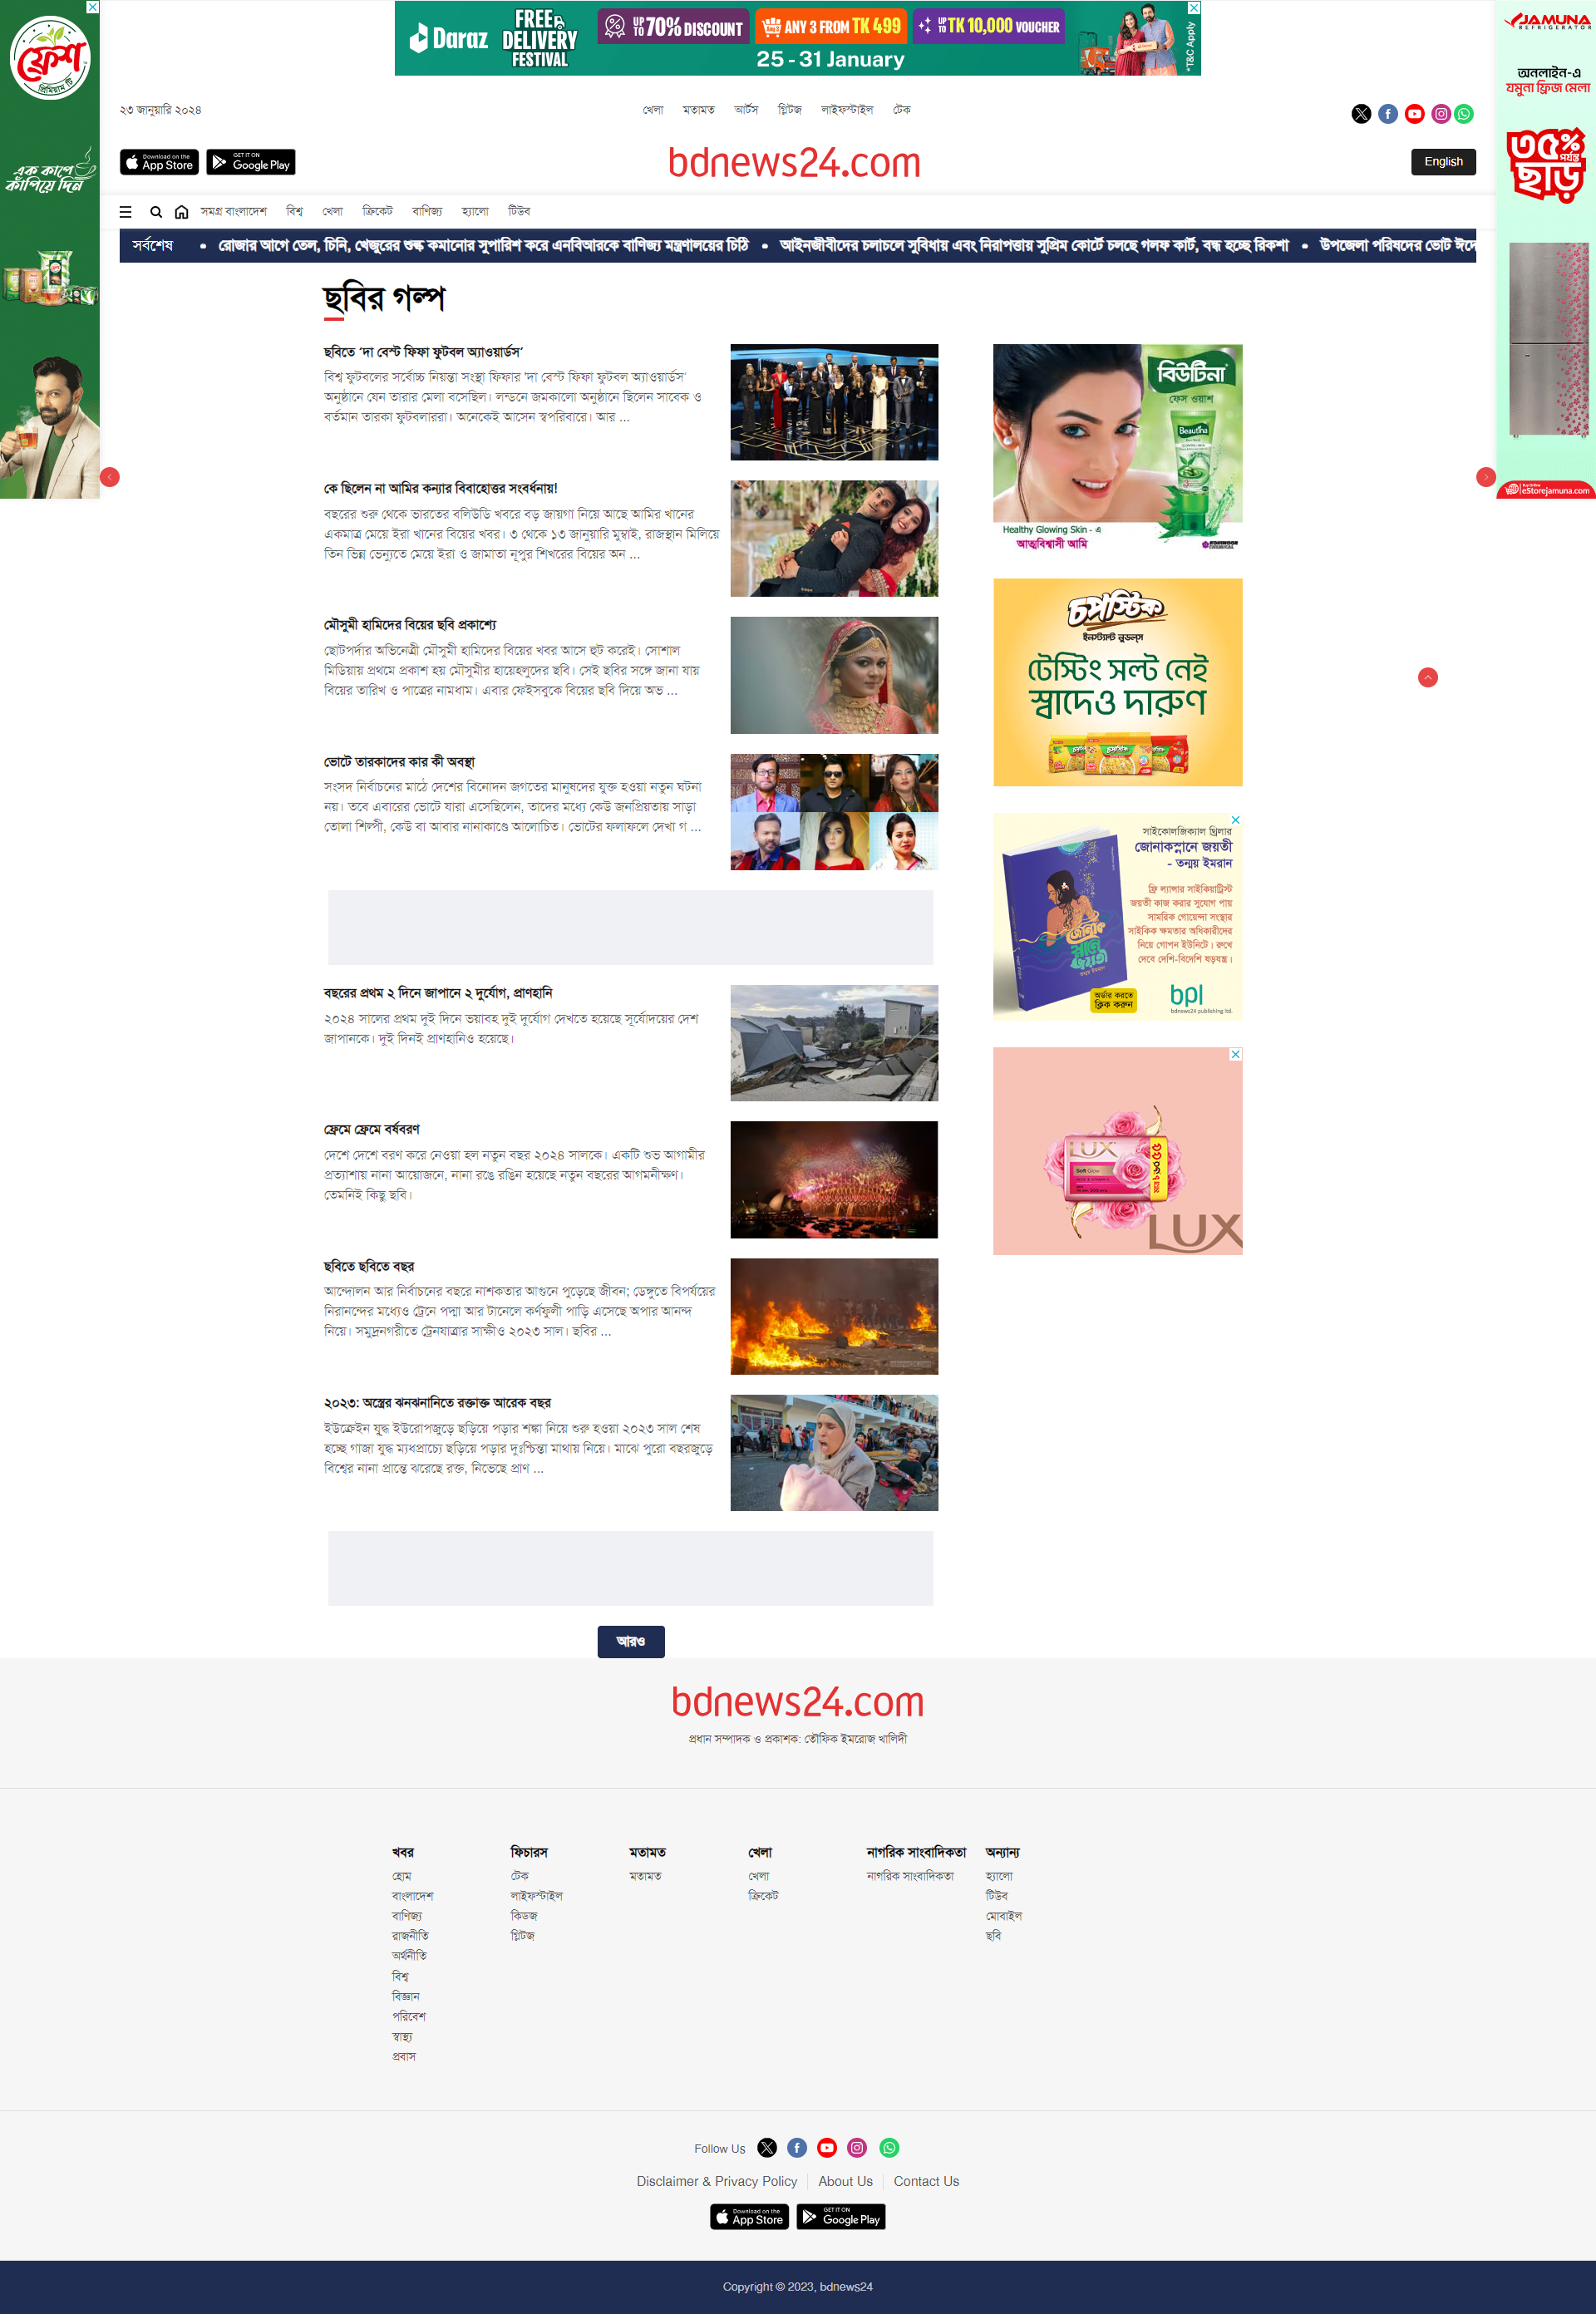 ফ্রেশ
প্রিমিয়াম টি
এক কাপে
কাঁপিয়ে দিন
Daraz
FREE
DELIVERY
FESTIVAL
UP TO 70% DISCOUNT
ANY 3 FROM TK 499
UP TO TK 10,000 VOUCHER
25 - 31 January
*T&C Apply
JAMUNA
REFRIGERATOR
অনলাইন-এ
যমুনা ফ্রিজ মেলা
৩৫%
পর্যন্ত
ছাড়
eStorejamuna.com
২৩ জানুয়ারি ২০২৪
খেলা মতামত আর্টস গ্লিটজ লাইফস্টাইল টেক
Download on the App Store
GET IT ON Google Play
bdnews24.com
English
সমগ্র বাংলাদেশ বিশ্ব খেলা ক্রিকেট বাণিজ্য হ্যালো টিউব
সর্বশেষ • রোজার আগে তেল, চিনি, খেজুরের শুল্ক কমানোর সুপারিশ করে এনবিআরকে বাণিজ্য মন্ত্রণালয়ের চিঠি • আইনজীবীদের চলাচলে সুবিধায় এবং নিরাপত্তায় সুপ্রিম কোর্টে চলছে গলফ কার্ট, বন্ধ হচ্ছে রিকশা • উপজেলা পরিষদের ভোট
ছবির গল্প
ছবিতে ‘দা বেস্ট ফিফা ফুটবল অ্যাওয়ার্ডস’
বিশ্ব ফুটবলের সর্বোচ্চ নিয়ন্তা সংস্থা ফিফার 'দা বেস্ট ফিফা ফুটবল অ্যাওয়ার্ডস'
অনুষ্ঠানে যেন তারার মেলা বসেছিল। লন্ডনে জমকালো অনুষ্ঠানে ছিলেন সাবেক ও
বর্তমান তারকা ফুটবলাররা। অনেকেই আসেন স্বপরিবারে। আর ...
কে ছিলেন না আমির কন্যার বিবাহোত্তর সংবর্ধনায়!
বছরের শুরু থেকে ভারতের বলিউডি খবরে বড় জায়গা নিয়ে আছে আমির খানের
একমাত্র মেয়ে ইরা খানের বিয়ের খবর। ৩ থেকে ১৩ জানুয়ারি মুম্বাই, রাজস্থান মিলিয়ে
তিন ভিন্ন ভেন্যুতে মেয়ে ইরা ও জামাতা নূপুর শিখরের বিয়ের অন ...
মৌসুমী হামিদের বিয়ের ছবি প্রকাশ্যে
ছোটপর্দার অভিনেত্রী মৌসুমী হামিদের বিয়ের খবর আসে হুট করেই। সোশাল
মিডিয়ায় প্রথমে প্রকাশ হয় মৌসুমীর হায়েহলুদের ছবি। সেই ছবির সঙ্গে জানা যায়
বিয়ের তারিখ ও পাত্রের নামধাম। এবার ফেইসবুকে বিয়ের ছবি দিয়ে অভ ...
ভোটে তারকাদের কার কী অবস্থা
সংসদ নির্বাচনের মাঠে দেশের বিনোদন জগতের মানুষদের যুক্ত হওয়া নতুন ঘটনা
নয়। তবে এবারের ভোটে যারা এসেছিলেন, তাদের মধ্যে কেউ জনপ্রিয়তায় সাড়া
তোলা শিল্পী, কেউ বা আবার নানাকাণ্ডে আলোচিত। ভোটের ফলাফলে দেখা গ ...
বছরের প্রথম ২ দিনে জাপানে ২ দুর্যোগ, প্রাণহানি
২০২৪ সালের প্রথম দুই দিনে ভয়াবহ দুই দুর্যোগ দেখতে হয়েছে সূর্যোদয়ের দেশ
জাপানকে। দুই দিনই প্রাণহানিও হয়েছে।
ফ্রেমে ফ্রেমে বর্ষবরণ
দেশে দেশে বরণ করে নেওয়া হল নতুন বছর ২০২৪ সালকে। একটি শুভ আগামীর
প্রত্যাশায় নানা আয়োজনে, নানা রঙে রঙিন হয়েছে নতুন বছরের আগমনীক্ষণ।
তেমনিই কিছু ছবি।
ছবিতে ছবিতে বছর
আন্দোলন আর নির্বাচনের বছরে নাশকতার আগুনে পুড়েছে জীবন; ডেঙ্গুতে বিপর্যয়ের
নিরানন্দের মধ্যেও ট্রেনে পদ্মা আর টানেলে কর্ণফুলী পাড়ি এসেছে অপার আনন্দ
নিয়ে। সমুদ্রনগরীতে ট্রেনযাত্রার সাক্ষীও ২০২৩ সাল। ছবির ...
২০২৩: অস্ত্রের ঝনঝনানিতে রক্তাক্ত আরেক বছর
ইউক্রেইন যুদ্ধ ইউরোপজুড়ে ছড়িয়ে পড়ার শঙ্কা নিয়ে শুরু হওয়া ২০২৩ সাল শেষ
হচ্ছে গাজা যুদ্ধ মধ্যপ্রাচ্যে ছড়িয়ে পড়ার দুঃশ্চিন্তা মাথায় নিয়ে। মাঝে পুরো বছরজুড়ে
বিশ্বের নানা প্রান্তে ঝরেছে রক্ত, নিভেছে প্রাণ ...
আরও
বিউটিনা
ফেস ওয়াশ
Beautina
Healthy Glowing Skin - এ
আত্মবিশ্বাসী আমি
চপস্টিক
ইনস্ট্যান্ট নুডলস
টেস্টিং সল্ট নেই
স্বাদেও দারুণ
সাইকোলজিক্যাল থ্রিলার
জোনাকস্নানে জয়তী
- তন্ময় ইমরান
ফ্রি ল্যান্সার সাইকিয়াট্রিস্ট
জয়তী কাজ করার সুযোগ পায়
সামরিক গোয়েন্দা সংস্থার
সাইকিক ক্ষমতার অধিকারীদের
নিয়ে গোপন ইউনিটে। রুখে
দেবে দেশি-বিদেশি ষড়যন্ত্র।
অর্ডার করতে
ক্লিক করুন
bpl
bdnews24 publishing ltd.
LUX
Soft Glow
LUX
bdnews24.com
প্রধান সম্পাদক ও প্রকাশক: তৌফিক ইমরোজ খালিদী
খবর
হোম
বাংলাদেশ
বাণিজ্য
রাজনীতি
অর্থনীতি
বিশ্ব
বিজ্ঞান
পরিবেশ
স্বাস্থ্য
প্রবাস
ফিচারস
টেক
লাইফস্টাইল
কিডজ
গ্লিটজ
মতামত
মতামত
খেলা
খেলা
ক্রিকেট
নাগরিক সাংবাদিকতা
নাগরিক সাংবাদিকতা
অন্যান্য
হ্যালো
টিউব
মোবাইল
ছবি
Follow Us
Disclaimer & Privacy Policy About Us Contact Us
Download on the App Store
GET IT ON Google Play
Copyright © 2023, bdnews24